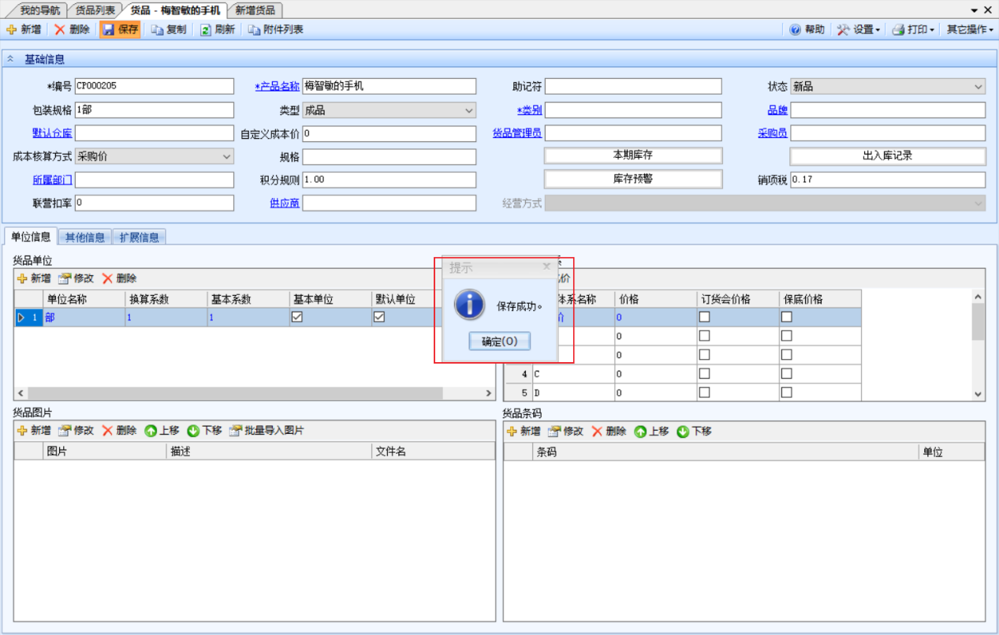 我的导航 货品列表 货品 - 梅智敏的手机 新增货品
新增 删除 保存 复制 刷新 附件列表 帮助 设置 打印 其它操作
基础信息
*编号 CP000205 *产品名称 梅智敏的手机 助记符 状态 新品
包装规格 1部 类型 成品 *类别 品牌
默认仓库 自定义成本价 0 货品管理员 采购员
成本核算方式 采购价 规格 本期库存 出入库记录
所属部门 积分规则 1.00 库存预警 销项税 0.17
联营扣率 0 供应商 经营方式
单位信息 其他信息 扩展信息
货品单位
新增 修改 删除
单位名称 换算系数 基本系数 基本单位 默认单位
1 部 1 1
提示
保存成功。
确定(O)
体系名称 价格 订货会价格 保底价格
价 0
0
0
4 C 0
5 D 0
货品图片
新增 修改 删除 上移 下移 批量导入图片
图片 描述 文件名
货品条码
新增 修改 删除 上移 下移
条码 单位